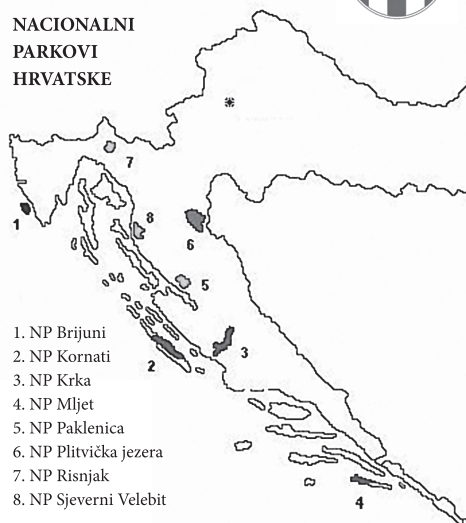 NACIONALNI
PARKOVI
HRVATSKE
7
1
8
6
5
3
2
4
1. NP Brijuni
2. NP Kornati
3. NP Krka
4. NP Mljet
5. NP Paklenica
6. NP Plitvička jezera
7. NP Risnjak
8. NP Sjeverni Velebit